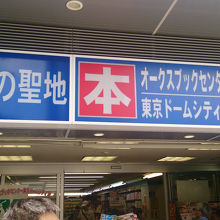 の聖地
本
オークスブックセンタ
東京ドームシティ